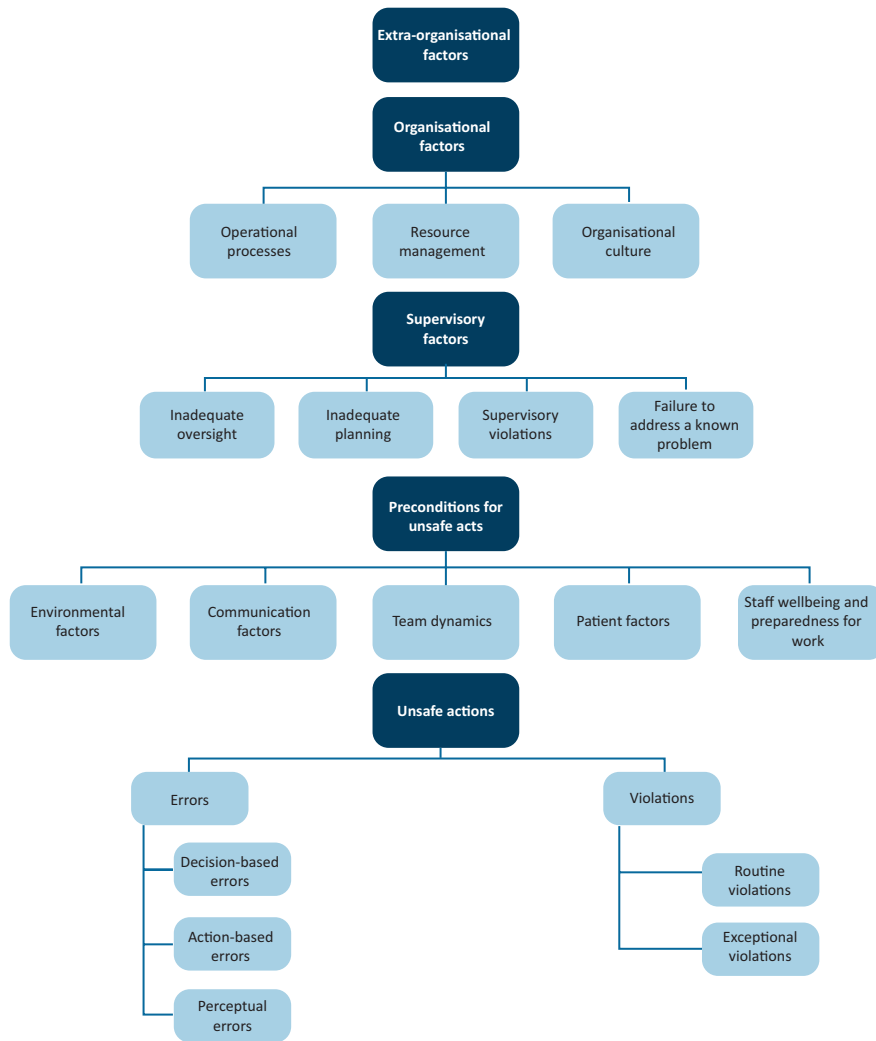 Extra-organisational
factors
Organisational
factors
Operational
processes
Resource
management
Organisational
culture
Supervisory
factors
Inadequate
oversight
Inadequate
planning
Supervisory
violations
Failure to
address a known
problem
Preconditions for
unsafe acts
Environmental
factors
Communication
factors
Team dynamics
Patient factors
Staff wellbeing and
preparedness for
work
Unsafe actions
Errors
Violations
Decision-based
errors
Action-based
errors
Perceptual
errors
Routine
violations
Exceptional
violations